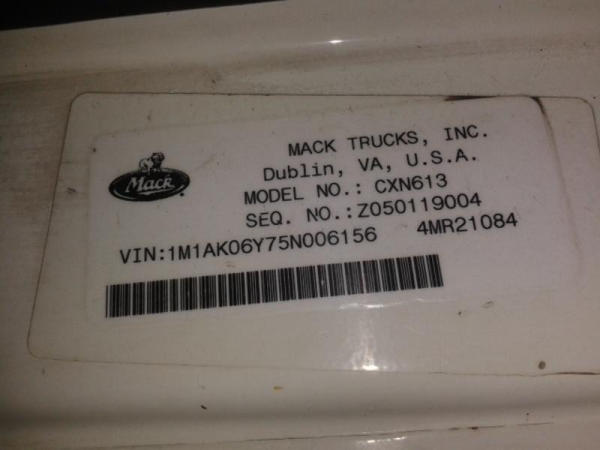 Mack
MACK TRUCKS, INC.
Dublin, VA, U.S.A.
MODEL NO.: CXN613
SEQ. NO.:Z050119004
VIN:1M1AK06Y75N006156 4MR21084